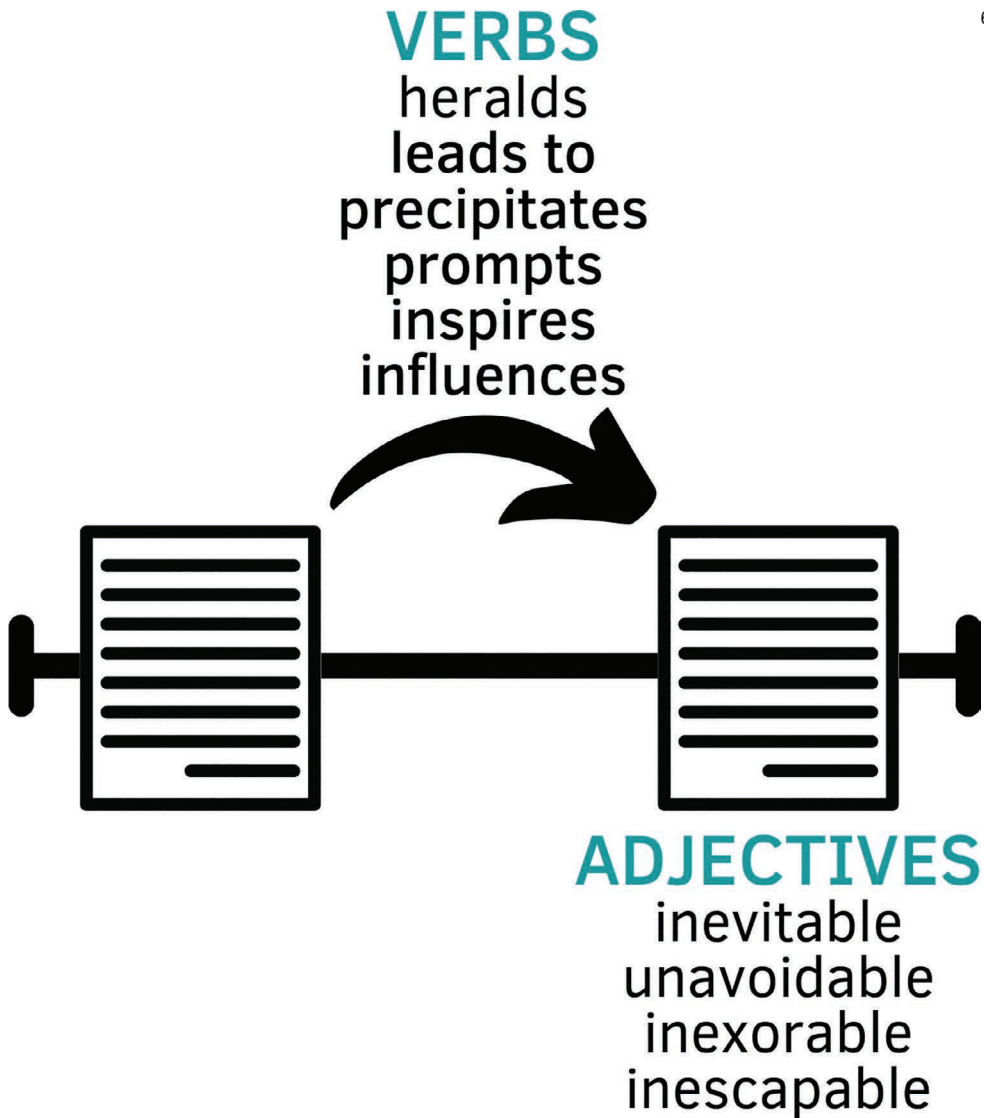 VERBS
heralds
leads to
precipitates
prompts
inspires
influences
ADJECTIVES
inevitable
unavoidable
inexorable
inescapable